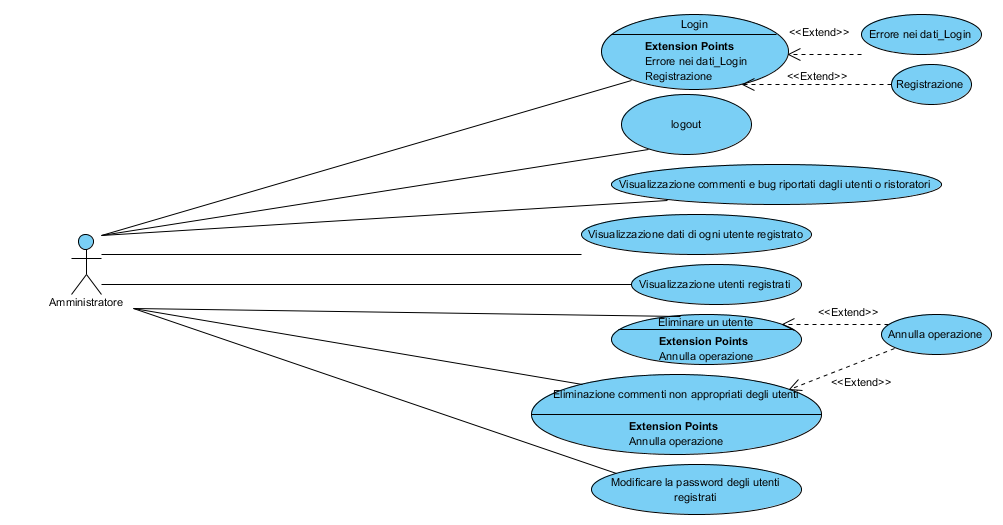 Login
Extension Points
Errore nei dati_Login
Registrazione
<<Extend>>
Errore nei dati_Login
<<Extend>>
Registrazione
logout
Visualizzazione commenti e bug riportati dagli utenti o ristoratori
Visualizzazione dati di ogni utente registrato
Visualizzazione utenti registrati
Amministratore
Eliminare un utente
Extension Points
Annulla operazione
<<Extend>>
Annulla operazione
<<Extend>>
Eliminazione commenti non appropriati degli utenti
Extension Points
Annulla operazione
Modificare la password degli utenti
registrati